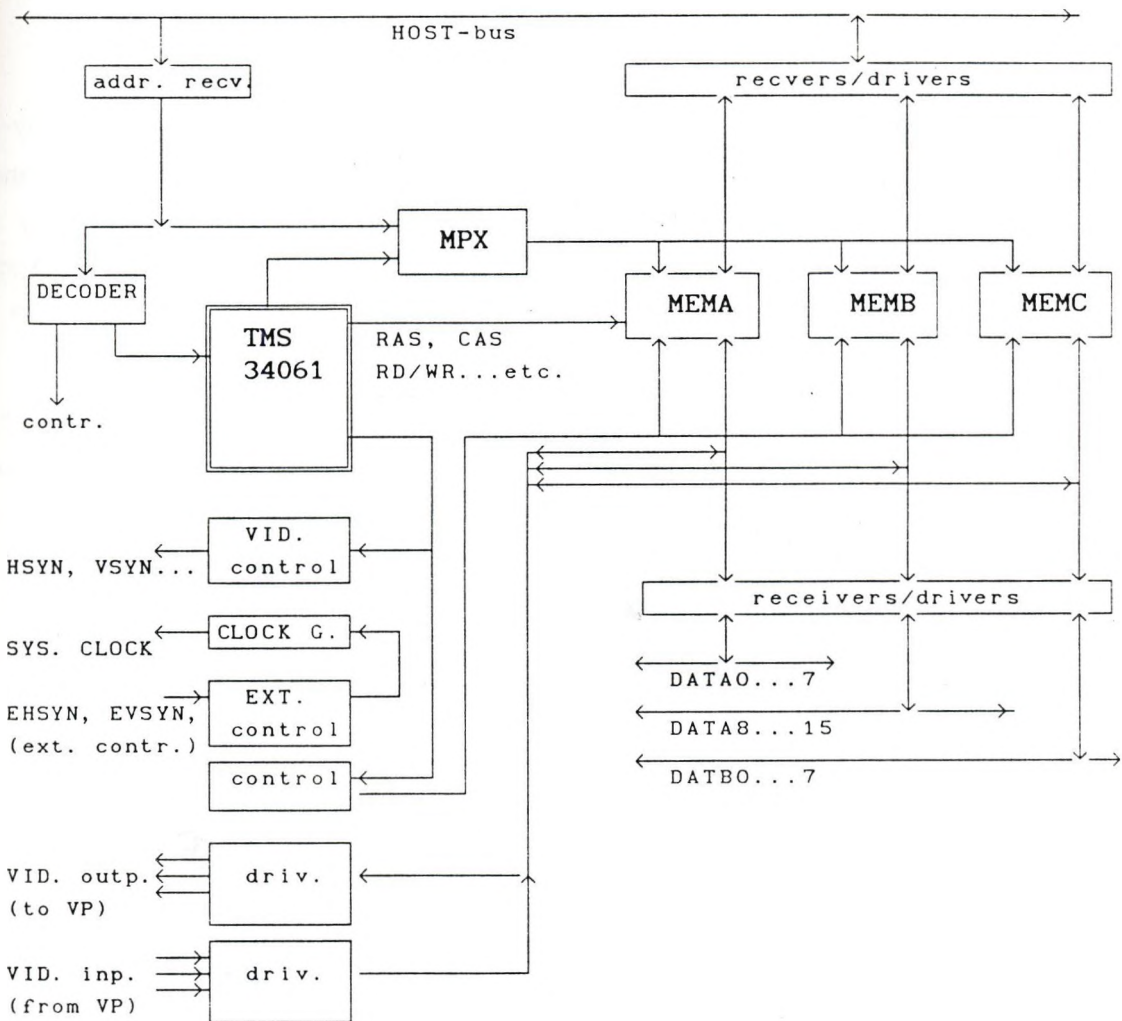 HOST-bus
addr. recv.
recvers/drivers
MPX
DECODER
MEMA
MEMB
MEMC
TMS
34061
RAS, CAS
RD/WR...etc.
contr.
VID.
control
HSYN, VSYN...
CLOCK G.
SYS. CLOCK
EXT.
control
EHSYN, EVSYN,
(ext. contr.)
control
receivers/drivers
DATA0...7
DATA8...15
DATB0...7
VID. outp.
(to VP)
driv.
VID. inp.
(from VP)
driv.